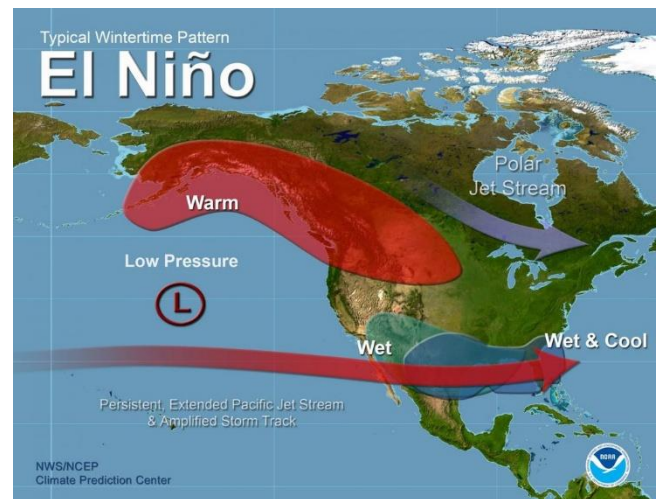 Typical Wintertime Pattern
El Niño
Polar
Jet Stream
Warm
Low Pressure
L
Wet
Wet & Cool
Persistent, Extended Pacific Jet Stream
& Amplified Storm Track
NWS/NCEP
Climate Prediction Center
NOAA